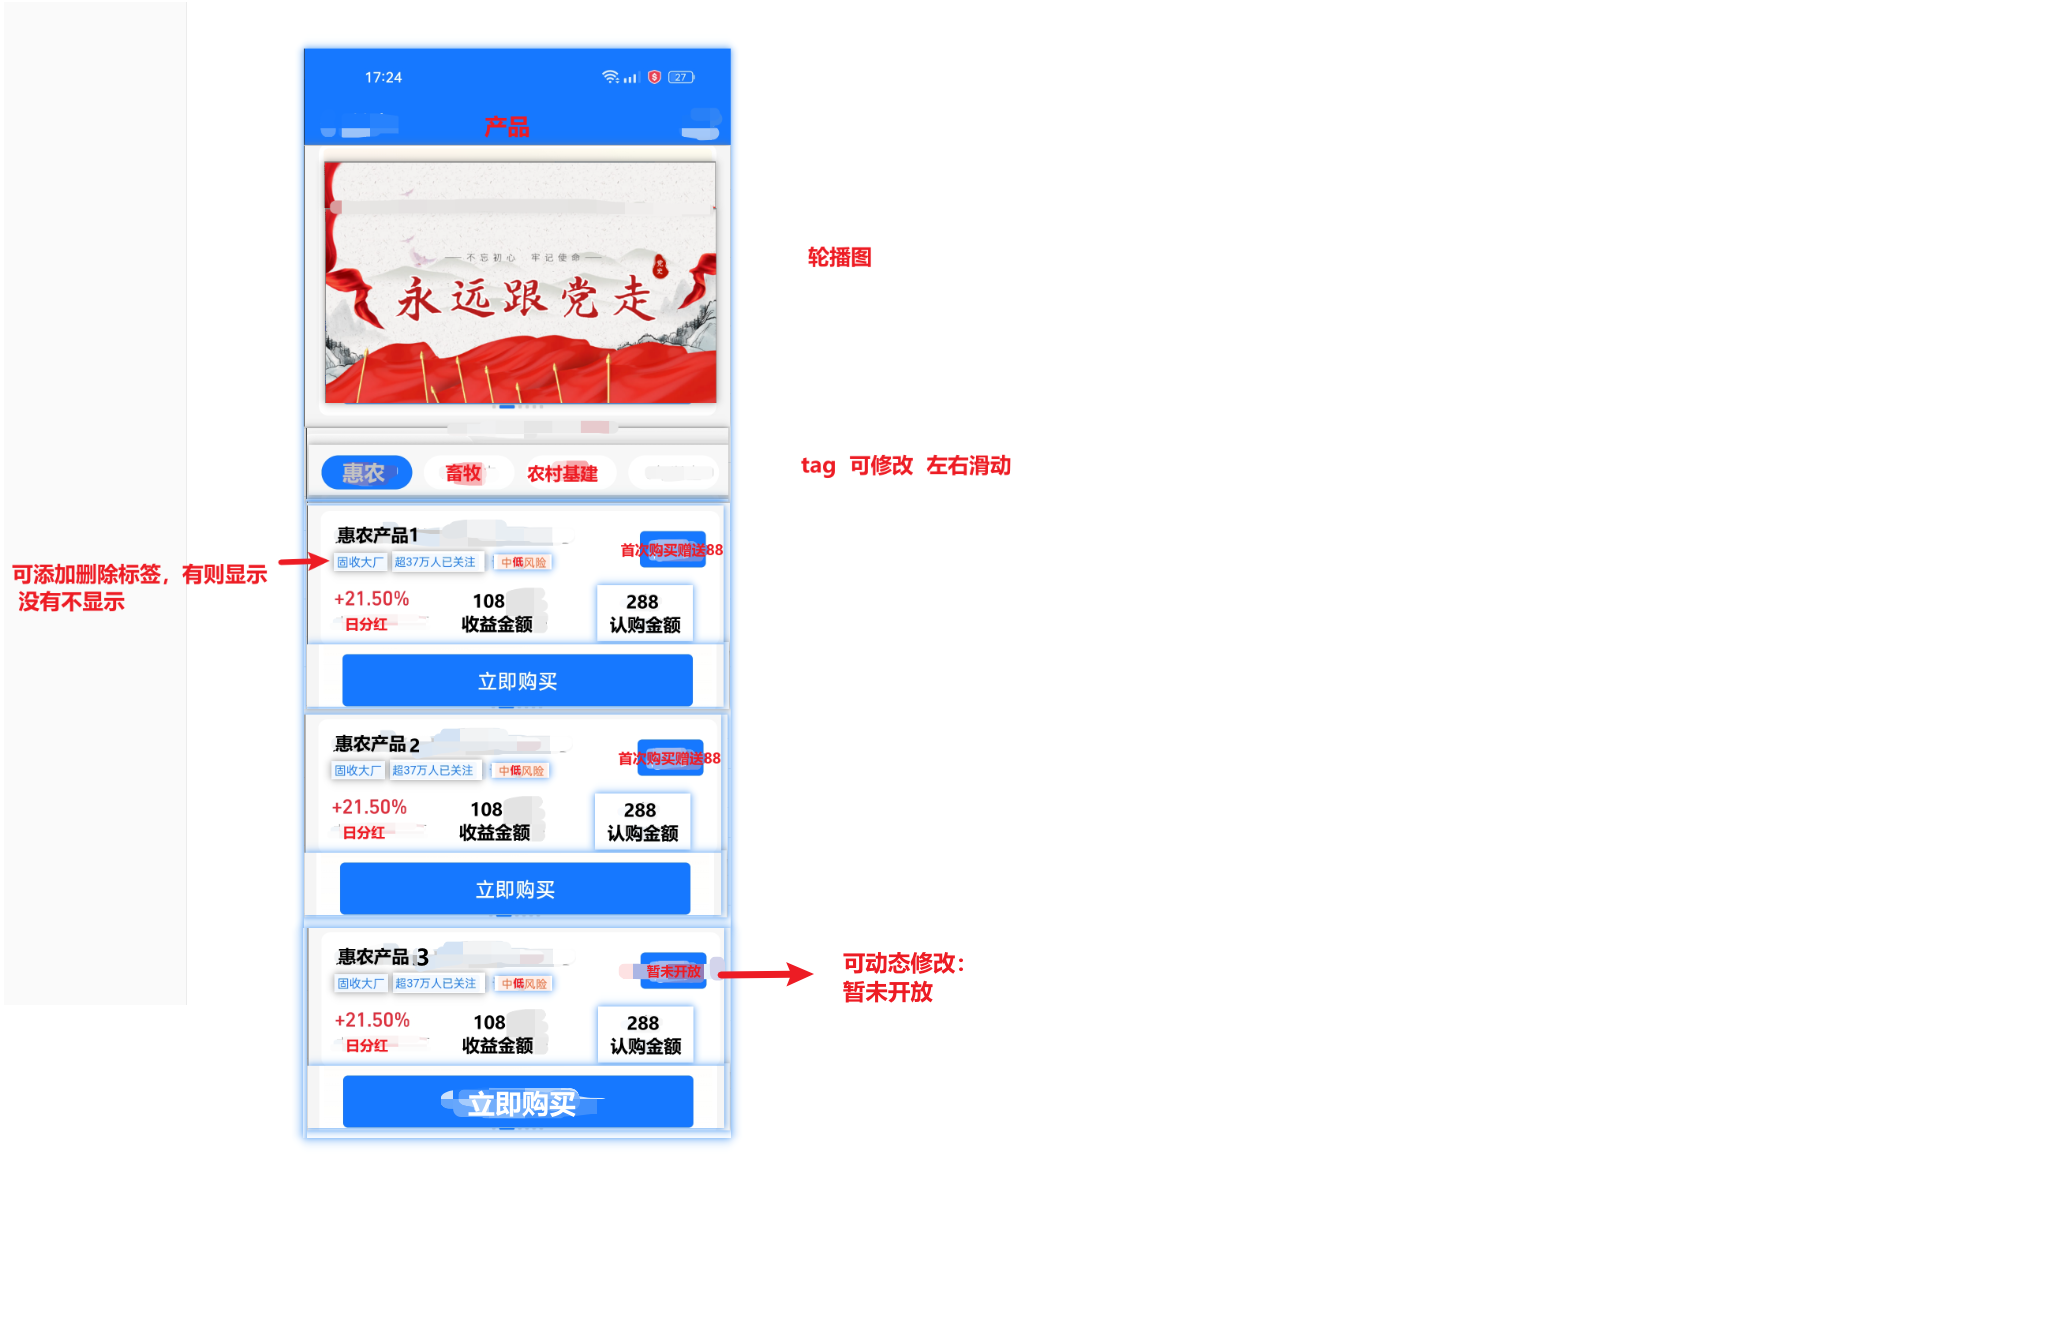 17:24
27
产品
不忘初心 牢记使命
党史
永远跟党走
轮播图
惠农
畜牧
农村基建
tag 可修改 左右滑动
惠农产品1
首次购买赠送88
固收大厂
超37万人已关注
中低风险
可添加删除标签，有则显示
没有不显示
+21.50%
108
288
日分红
收益金额
认购金额
立即购买
惠农产品 2
首次购买赠送88
固收大厂
超37万人已关注
中低风险
+21.50%
108
288
日分红
收益金额
认购金额
立即购买
惠农产品 3
暂未开放
可动态修改：
暂未开放
固收大厂
超37万人已关注
中低风险
+21.50%
108
288
日分红
收益金额
认购金额
立即购买